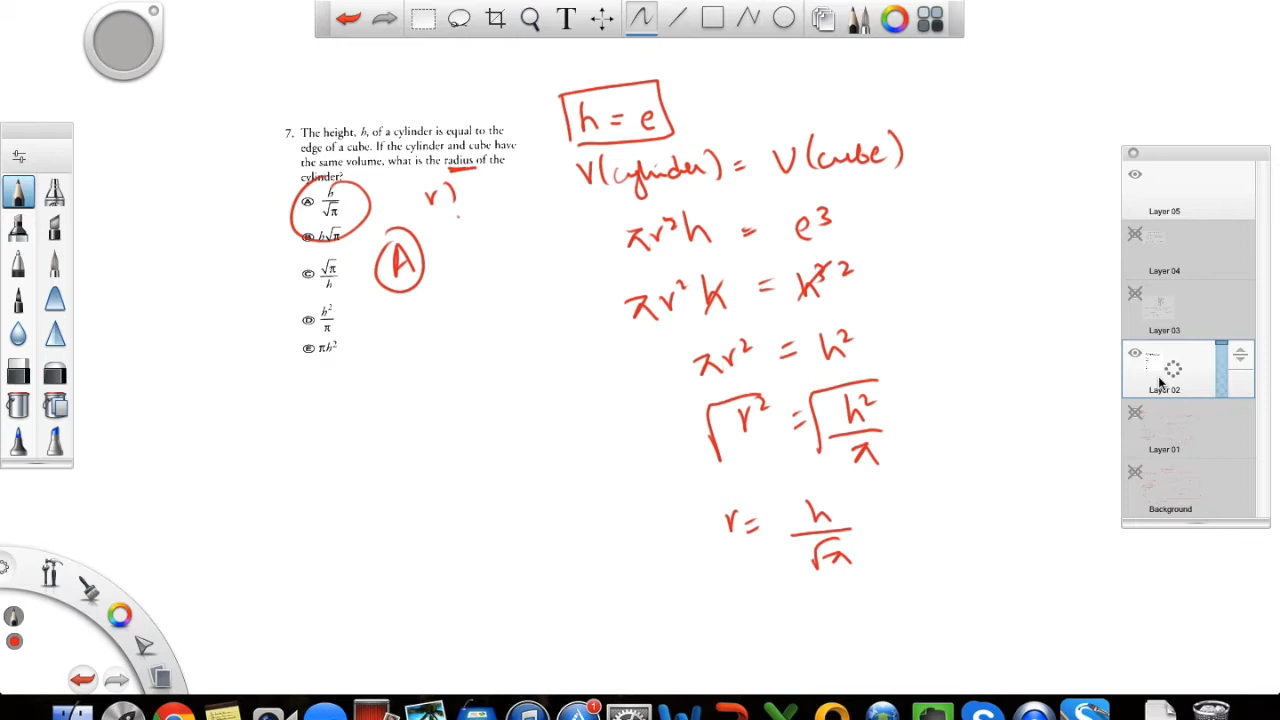 7. The height, h, of a cylinder is equal to the
edge of a cube. If the cylinder and cube have
the same volume, what is the radius of the
cylinder?
A h/√π
B h√π
C √π/h
D h²/π
E πh²
r?
A
h = e
V(cylinder) = V(cube)
πr²h = e³
πr²h = h³ 2
πr² = h²
√r² = √h²/π
r = h/√π
T
Layer 05
Layer 04
Layer 03
Layer 02
Layer 01
Background
1